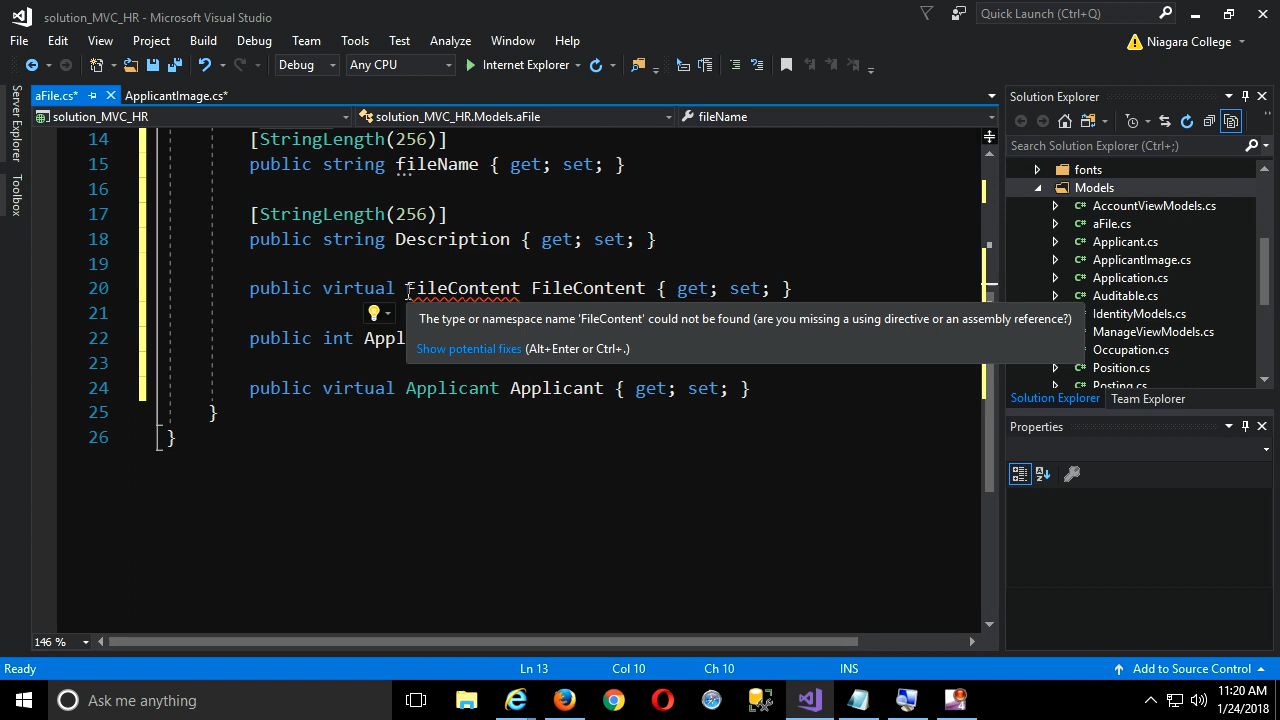 solution_MVC_HR - Microsoft Visual Studio
Quick Launch (Ctrl+Q)
File Edit View Project Build Debug Team Tools Test Analyze Window Help
Niagara College
Debug Any CPU Internet Explorer
Server Explorer
Toolbox
aFile.cs* ApplicantImage.cs*
solution_MVC_HR solution_MVC_HR.Models.aFile fileName
14 [StringLength(256)]
15 public string fileName { get; set; }
16
17 [StringLength(256)]
18 public string Description { get; set; }
19
20 public virtual FileContent FileContent { get; set; }
21
The type or namespace name 'FileContent' could not be found (are you missing a using directive or an assembly reference?)
22 public int Appl
Show potential fixes (Alt+Enter or Ctrl+.)
23
24 public virtual Applicant Applicant { get; set; }
25 }
26 }
146 %
Solution Explorer
Search Solution Explorer (Ctrl+;)
fonts
Models
C# AccountViewModels.cs
C# aFile.cs
C# Applicant.cs
C# ApplicantImage.cs
C# Application.cs
C# Auditable.cs
IdentityModels.cs
ManageViewModels.cs
Occupation.cs
C# Position.cs
C# Posting.cs
Solution Explorer Team Explorer
Properties
Ready Ln 13 Col 10 Ch 10 INS Add to Source Control
Ask me anything
11:20 AM
1/24/2018